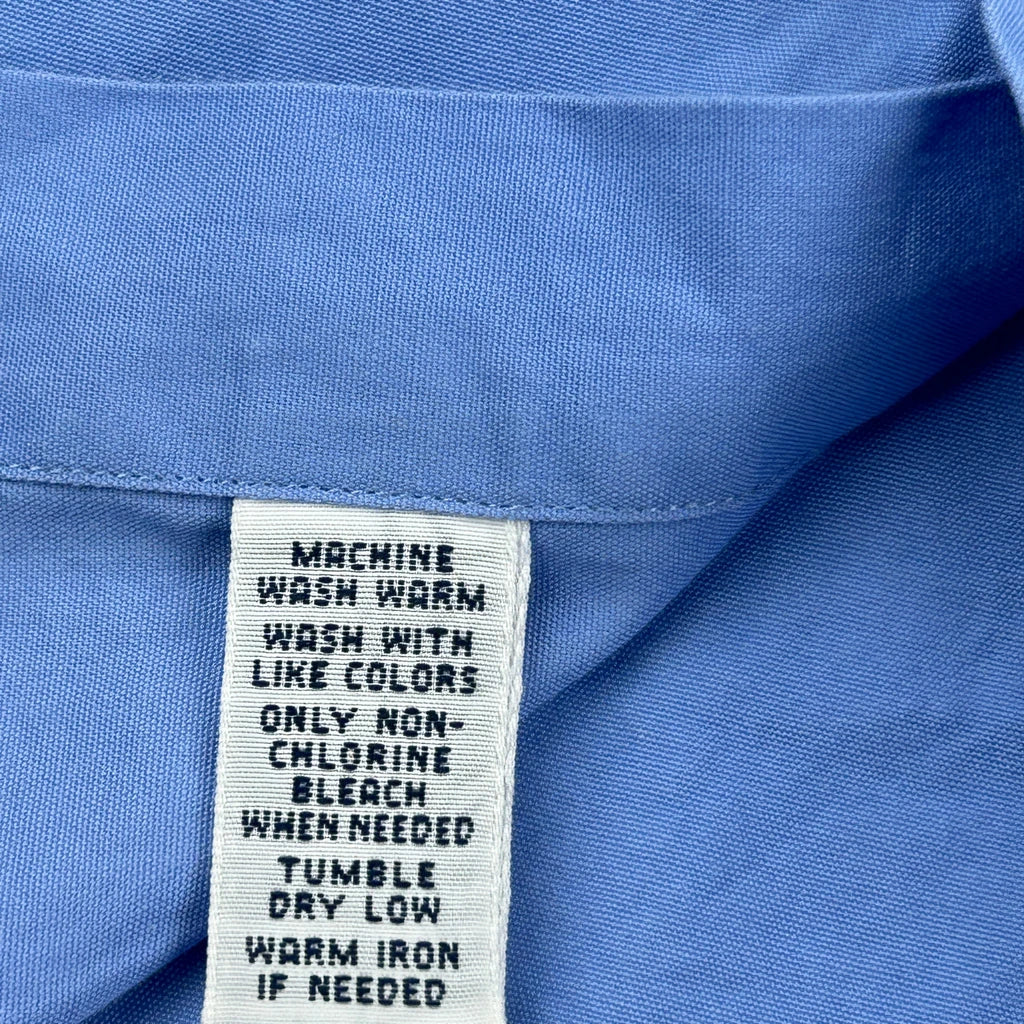 MACHINE
WASH WARM
WASH WITH
LIKE COLORS
ONLY NON-
CHLORINE
BLEACH
WHEN NEEDED
TUMBLE
DRY LOW
WARM IRON
IF NEEDED